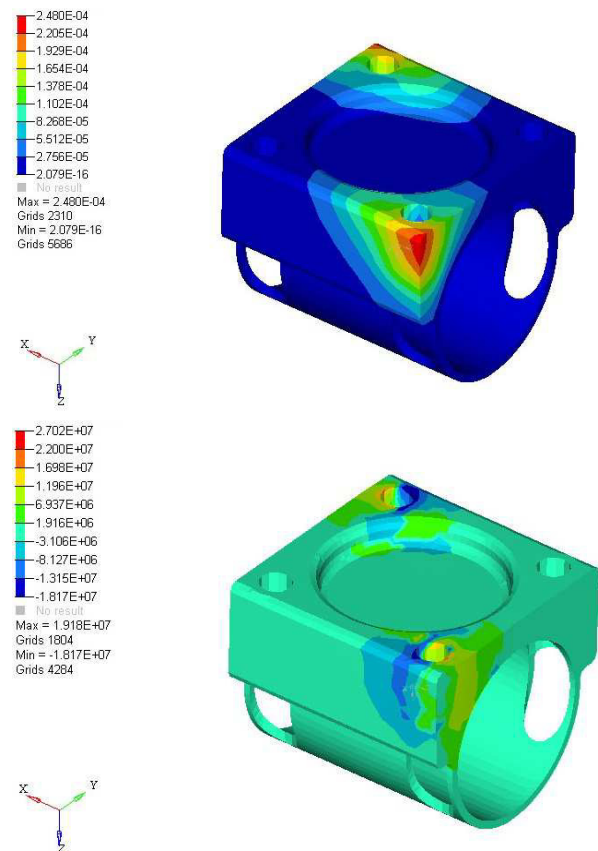 2.480E-04
2.205E-04
1.929E-04
1.654E-04
1.378E-04
1.102E-04
8.268E-05
5.512E-05
2.756E-05
2.079E-16
No result
Max = 2.480E-04
Grids 2310
Min = 2.079E-16
Grids 5686
X Y
Z
2.702E+07
2.200E+07
1.698E+07
1.196E+07
6.937E+06
1.916E+06
-3.106E+06
-8.127E+06
-1.315E+07
-1.817E+07
No result
Max = 1.918E+07
Grids 1804
Min = -1.817E+07
Grids 4284
X Y
Z